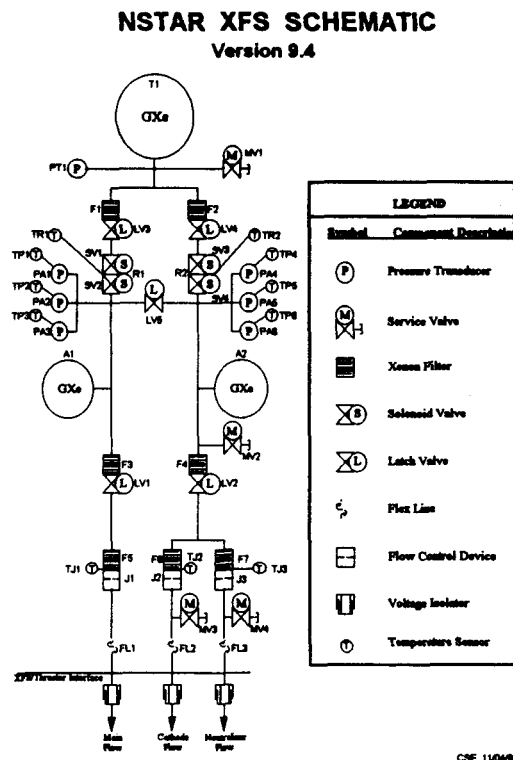 NSTAR XFS SCHEMATIC
Version 9.4
T1
GXe
PT1 P
M MV1
F1
F2
L LV3
L LV4
TR1 T
T TR2
SV1 S
SV3 S
R1
R2
SV2 S
S
TP1 T
T TP4
PA1 P
P PA4
TP2 T
T TP5
PA2 P
P PA5
L
LV5
TP3 T
T TP6
PA3 P
P PA6
A1
GXe
A2
GXe
M
MV2
F3
F4
L LV1
L LV2
TJ1 T
F5
J1
F6
TJ2
T
J2
F7
J3
T TJ3
M
MV3
M
MV4
FL1
FL2
FL3
XFS/Thruster Interface
Main
Flow
Cathode
Flow
Neutralizer
Flow
LEGEND
Symbol Component Description
P Pressure Transducer
M Service Valve
Xenon Filter
S Solenoid Valve
L Latch Valve
Flex Line
Flow Control Device
Voltage Isolator
T Temperature Sensor